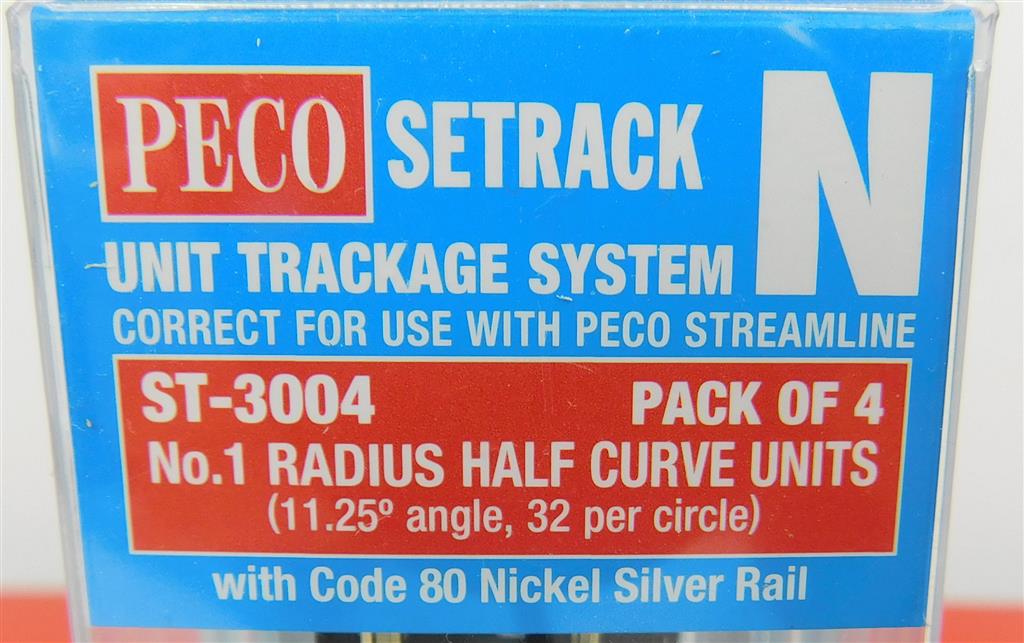 PECO SETRACK N
UNIT TRACKAGE SYSTEM
CORRECT FOR USE WITH PECO STREAMLINE
ST-3004 PACK OF 4
No.1 RADIUS HALF CURVE UNITS
(11.25º angle, 32 per circle)
with Code 80 Nickel Silver Rail